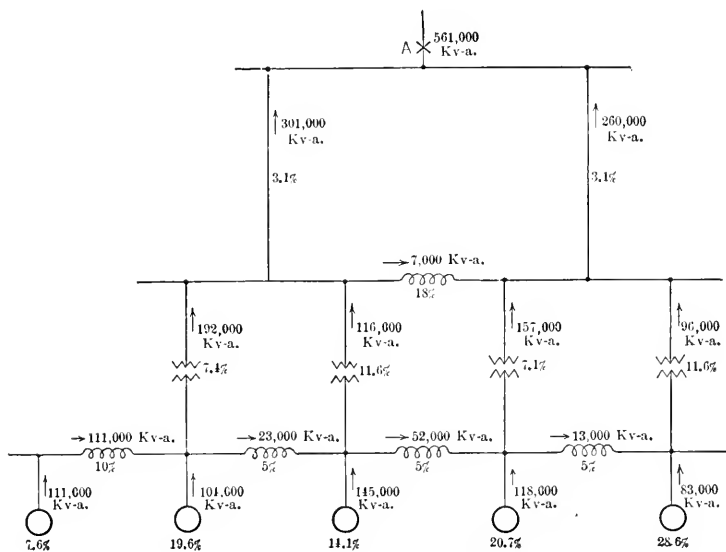 A 561,000
Kv-a.
301,000
Kv-a.
260,000
Kv-a.
3.1%
3.1%
7,000 Kv-a.
18%
192,000
Kv-a.
116,000
Kv-a.
157,000
Kv-a.
96,000
Kv-a.
7.4%
11.6%
7.1%
11.6%
111,000 Kv-a.
23,000 Kv-a.
52,000 Kv-a.
13,000 Kv-a.
10%
5%
5%
5%
111,000
Kv-a.
104,000
Kv-a.
145,000
Kv-a.
118,000
Kv-a.
83,000
Kv-a.
7.6%
19.6%
14.1%
20.7%
28.6%